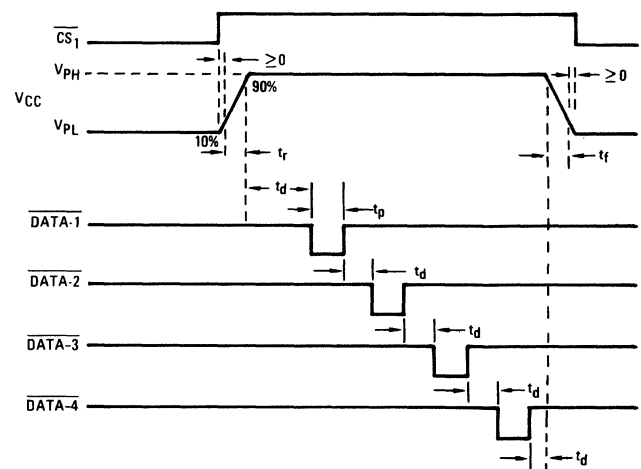 CS1
≥0
VPH
≥0
90%
VCC
VPL
10%
tr
tf
td
tp
DATA-1
DATA-2
td
DATA-3
td
DATA-4
td
td